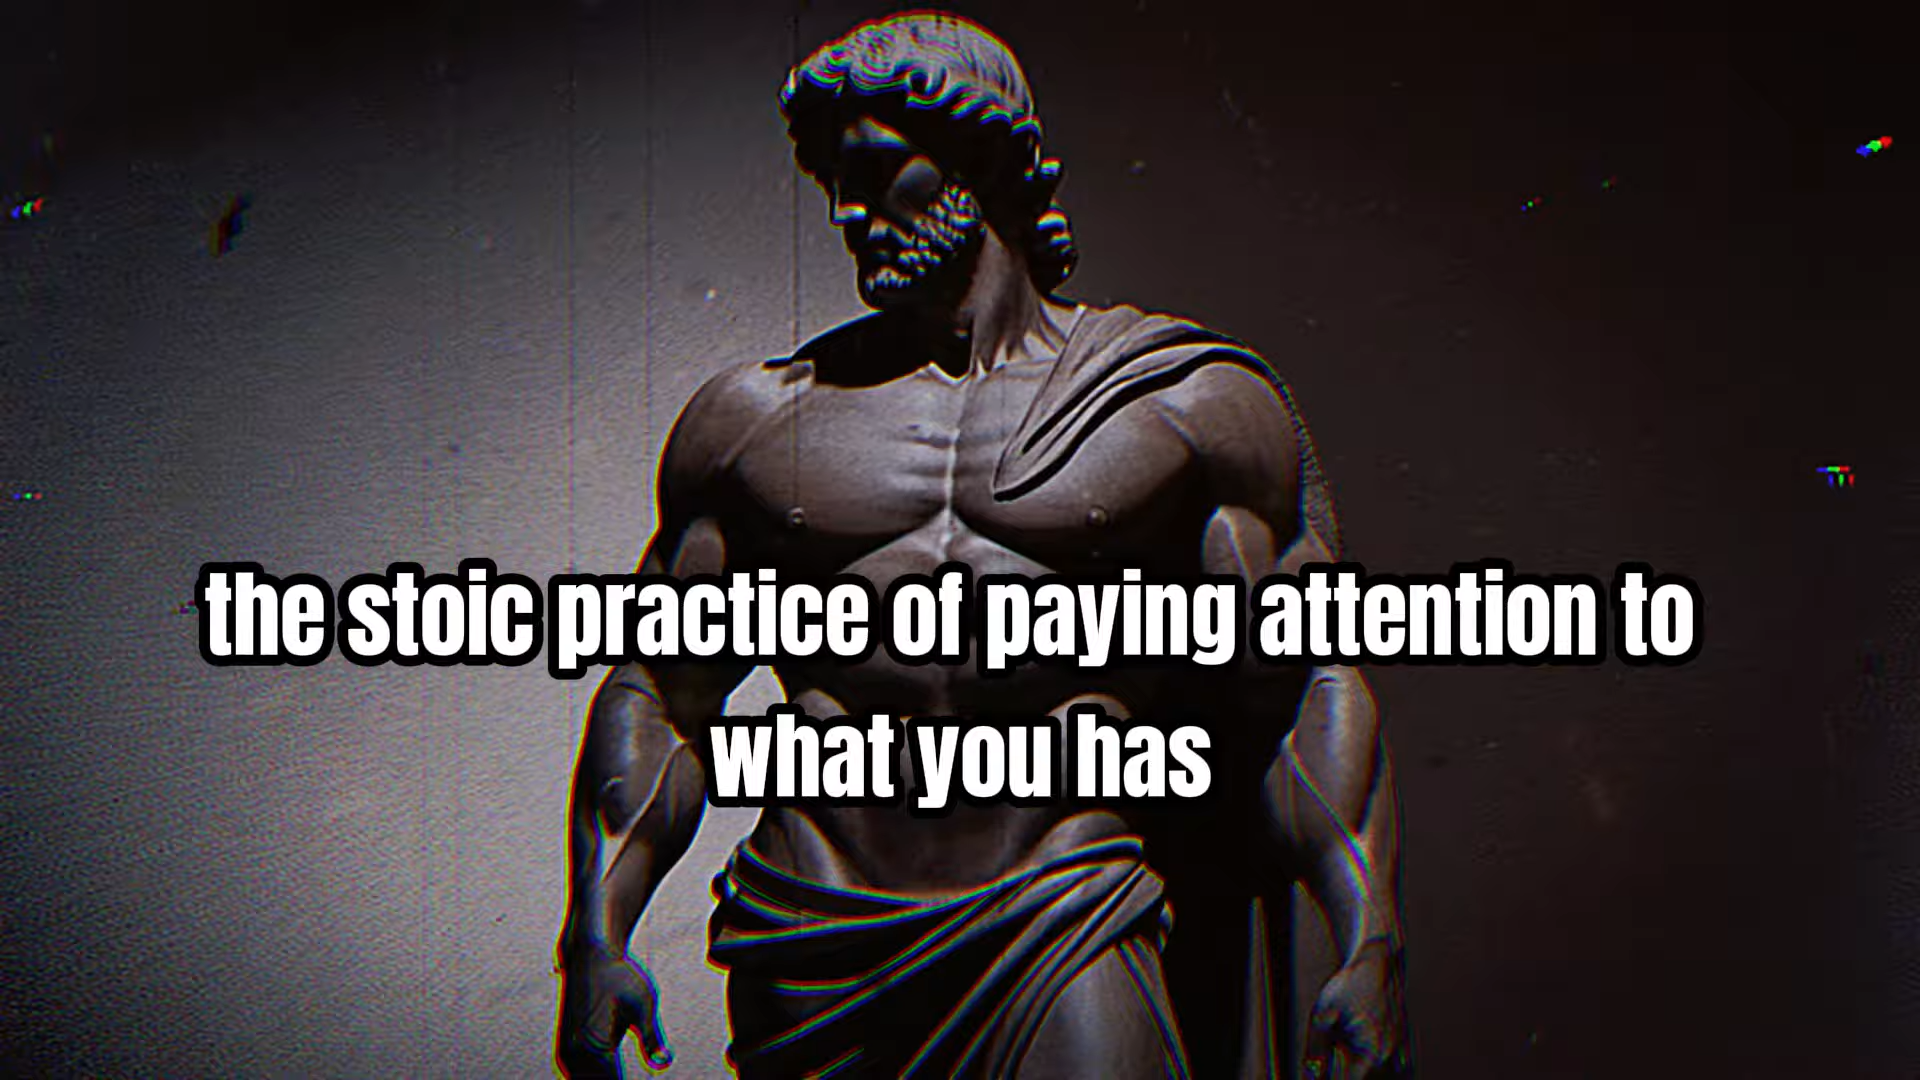 the stoic practice of paying attention to
what you has